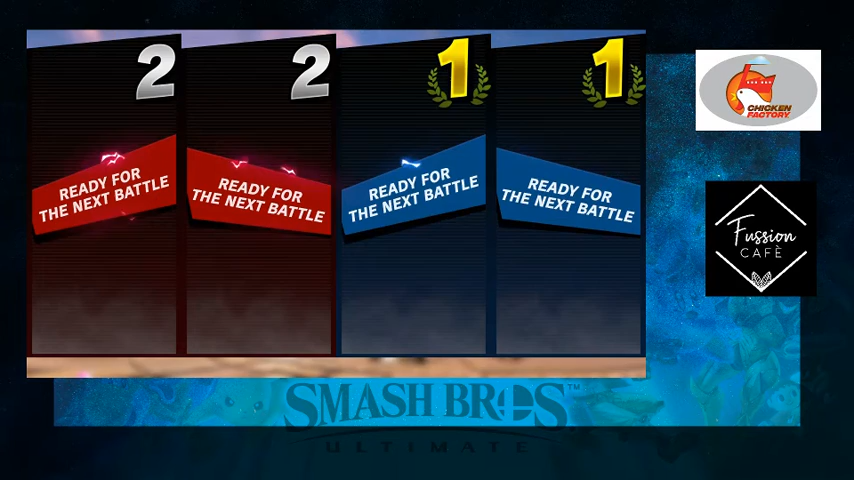 2
2
1
1
READY FOR
THE NEXT BATTLE
READY FOR
THE NEXT BATTLE
READY FOR
THE NEXT BATTLE
READY FOR
THE NEXT BATTLE
CHICKEN
FACTORY
Fussion
CAFÈ
SMASH BROS™
ULTIMATE